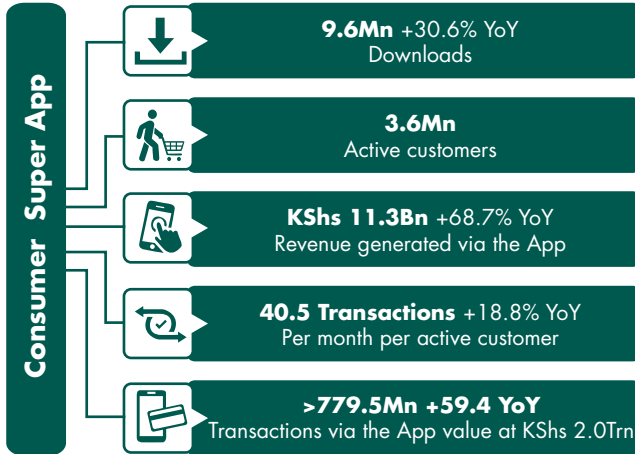 Consumer Super App
9.6Mn +30.6% YoY
Downloads
3.6Mn
Active customers
KShs 11.3Bn +68.7% YoY
Revenue generated via the App
40.5 Transactions +18.8% YoY
Per month per active customer
>779.5Mn +59.4 YoY
Transactions via the App value at KShs 2.0Trn